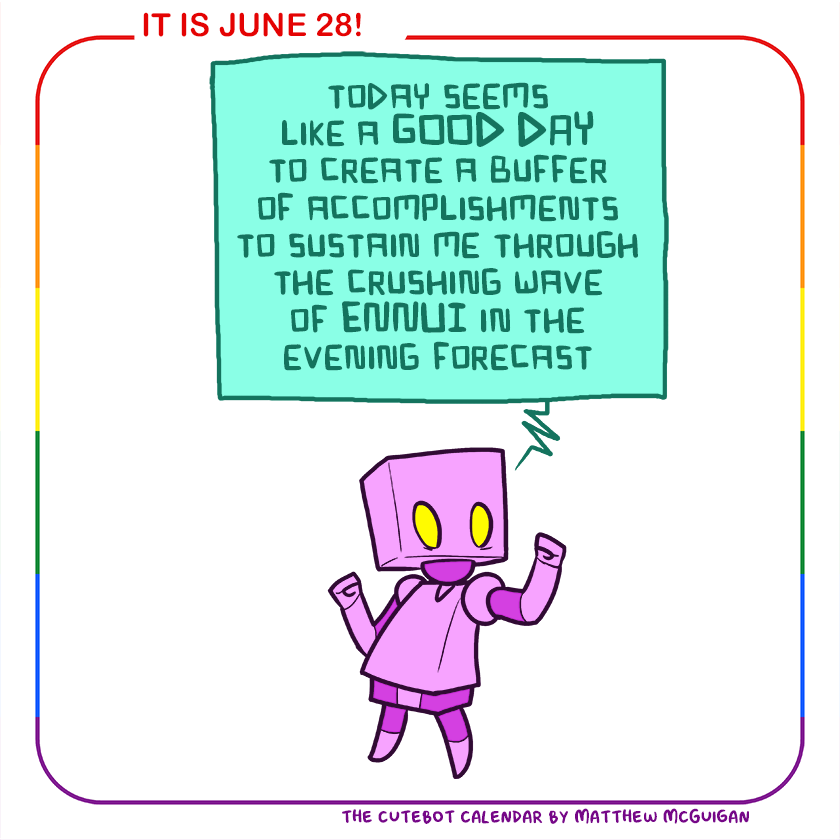 IT IS JUNE 28!
TODAY SEEMS
LIKE A GOOD DAY
TO CREATE A BUFFER
OF ACCOMPLISHMENTS
TO SUSTAIN ME THROUGH
THE CRUSHING WAVE
OF ENNUI IN THE
EVENING FORECAST
THE CUTEBOT CALENDAR BY MATTHEW MCGUIGAN